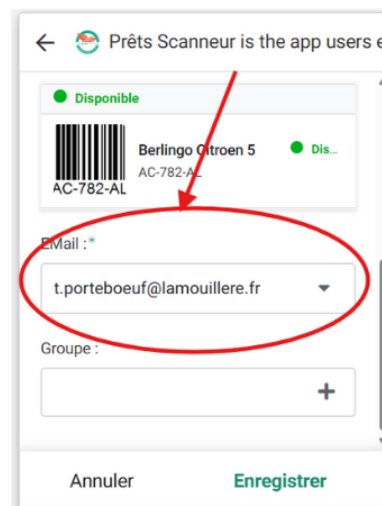 Prêts Scanneur is the app users e
Disponible
Berlingo Citroen 5
Dis...
AC-782-AL
AC-782-AL
EMail :*
t.porteboeuf@lamouillere.fr
Groupe :
Annuler
Enregistrer